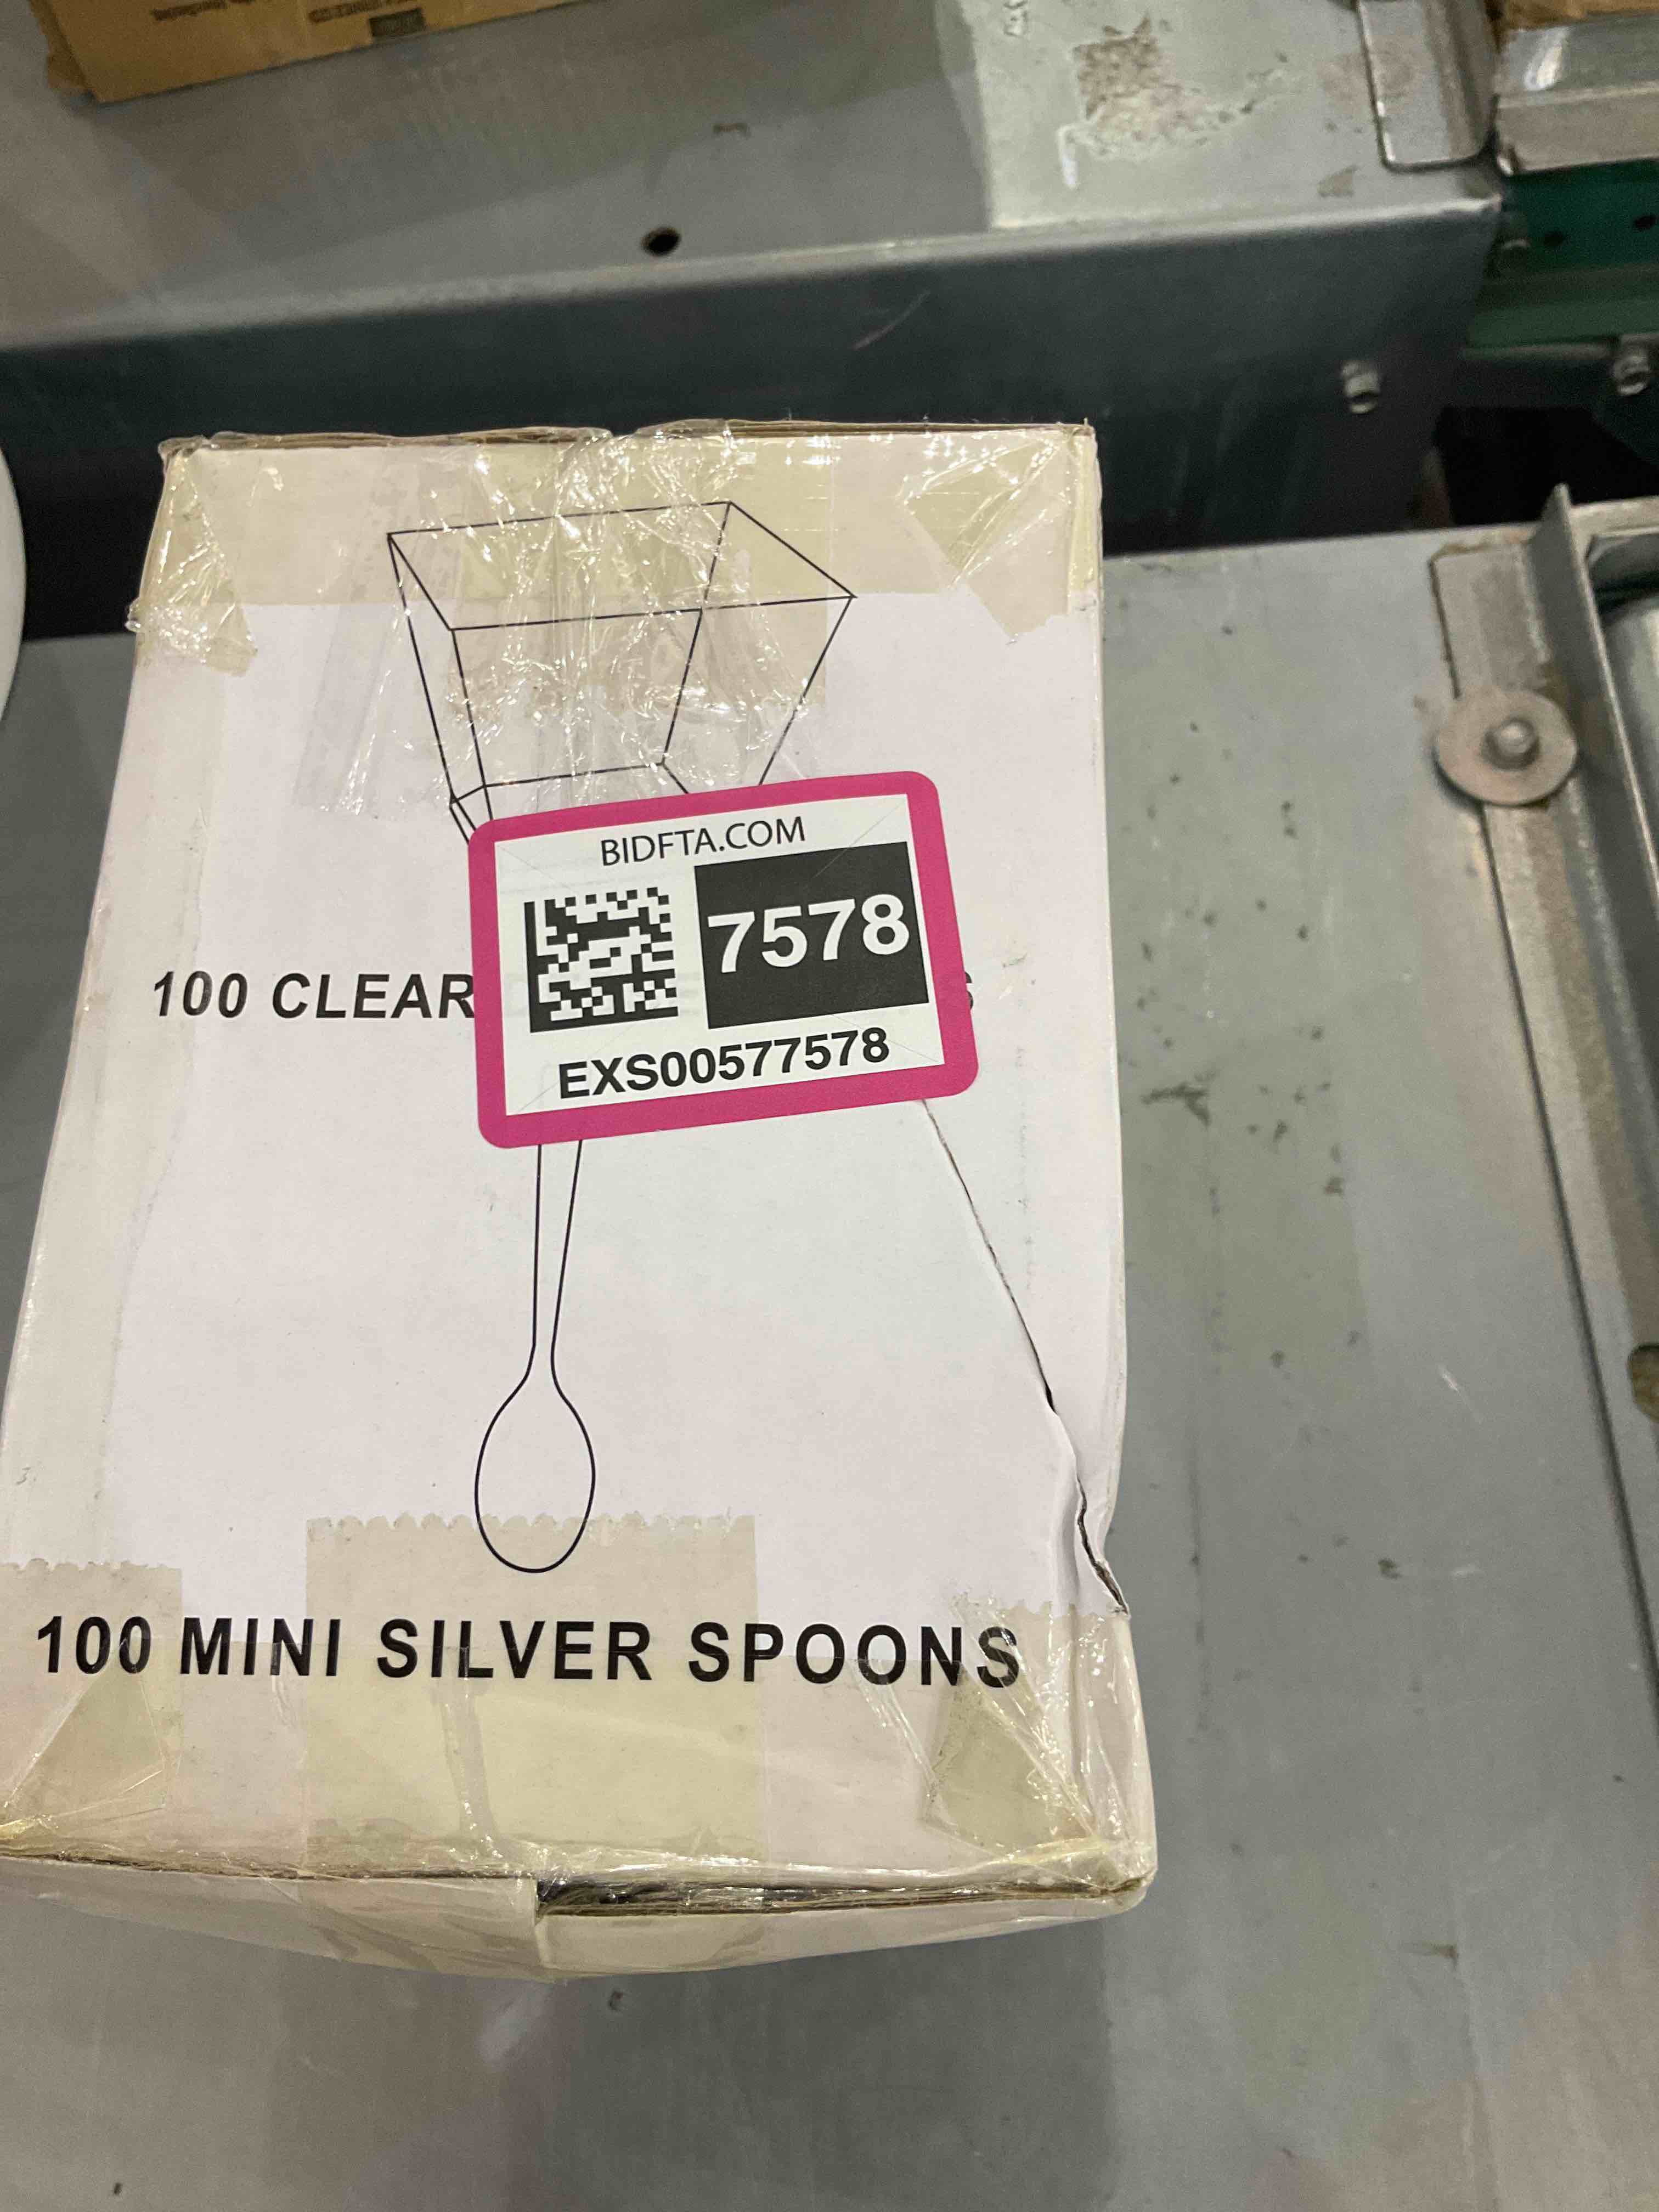 BIDFTA.COM
7578
100 CLEAR
EXS00577578
100 MINI SILVER SPOONS